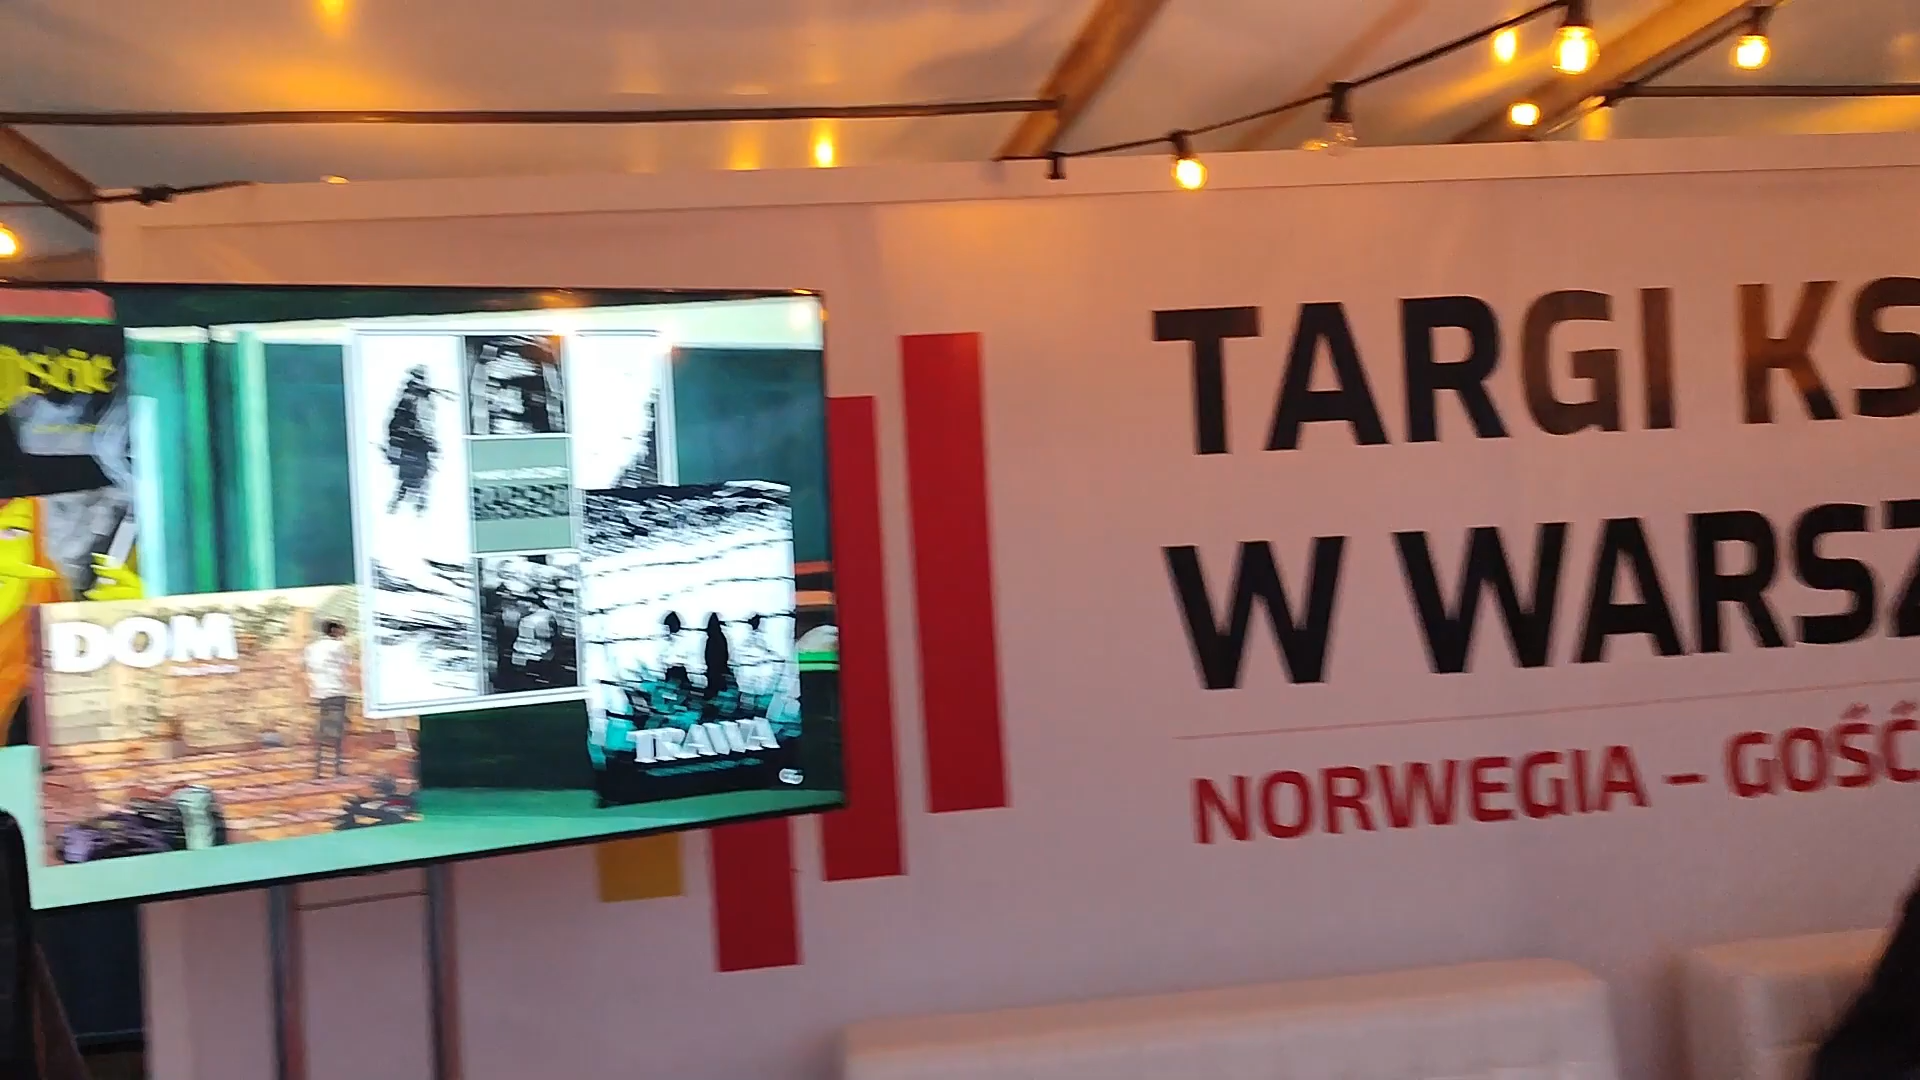 DOM
TRAWA
TARGI KS
W WARSZ
NORWEGIA – GOŚĆ